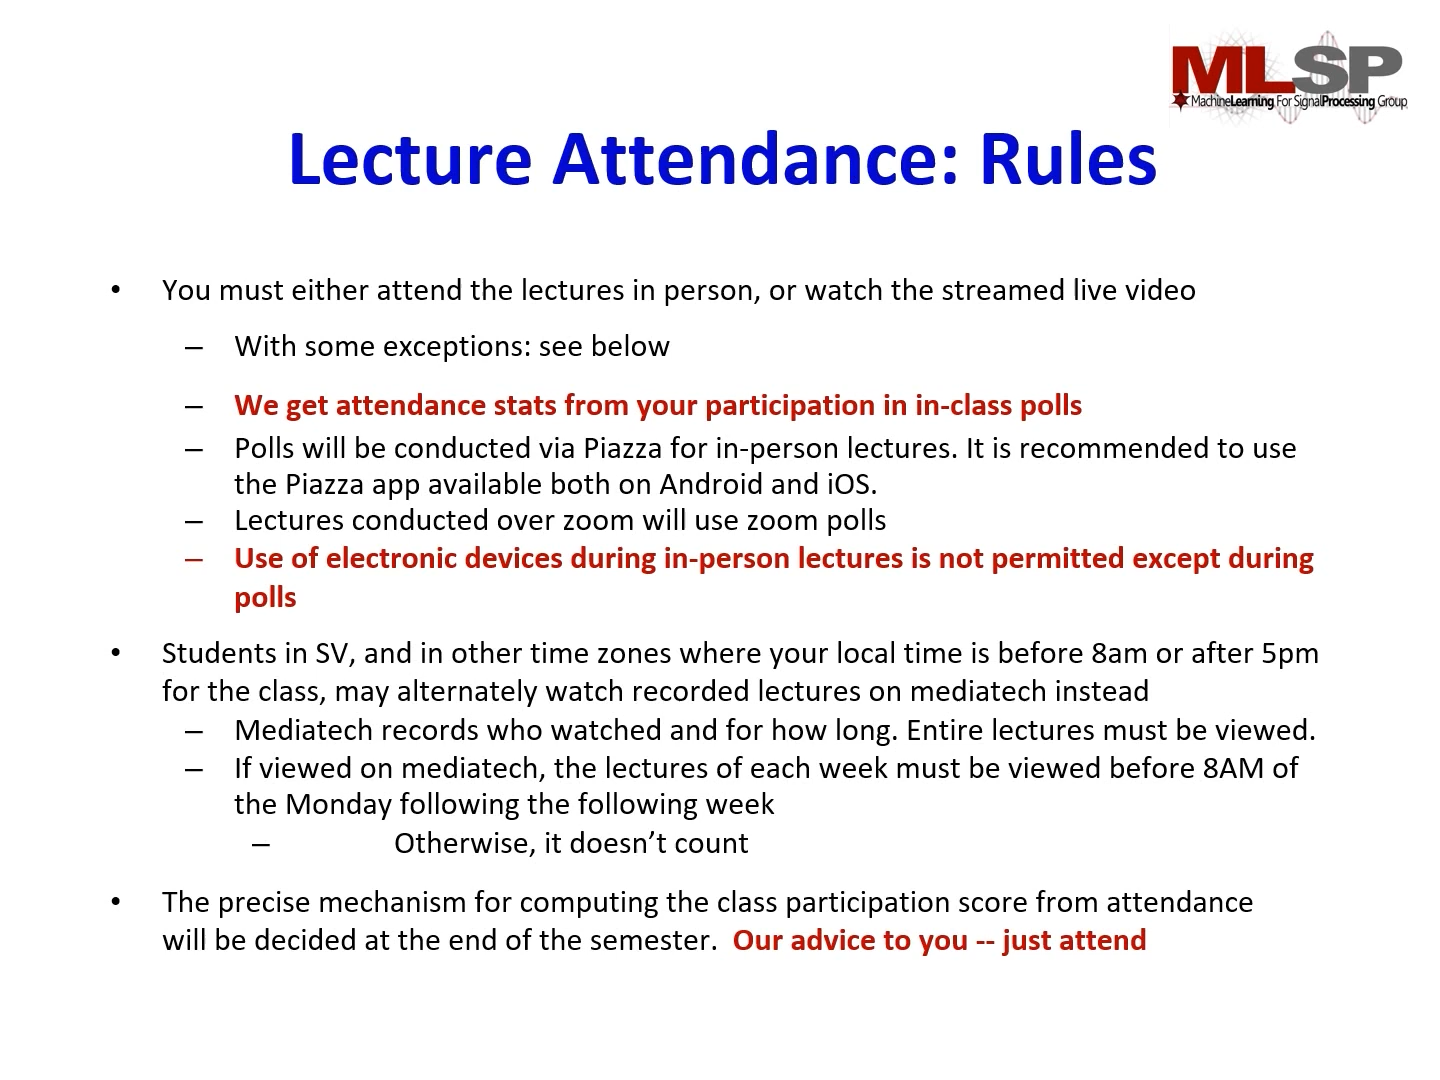 MLSP
MachineLearning For SignalProcessing Group
Lecture Attendance: Rules
• You must either attend the lectures in person, or watch the streamed live video
– With some exceptions: see below
– We get attendance stats from your participation in in-class polls
– Polls will be conducted via Piazza for in-person lectures. It is recommended to use
the Piazza app available both on Android and iOS.
– Lectures conducted over zoom will use zoom polls
– Use of electronic devices during in-person lectures is not permitted except during
polls
• Students in SV, and in other time zones where your local time is before 8am or after 5pm
for the class, may alternately watch recorded lectures on mediatech instead
– Mediatech records who watched and for how long. Entire lectures must be viewed.
– If viewed on mediatech, the lectures of each week must be viewed before 8AM of
the Monday following the following week
– Otherwise, it doesn’t count
• The precise mechanism for computing the class participation score from attendance
will be decided at the end of the semester. Our advice to you -- just attend